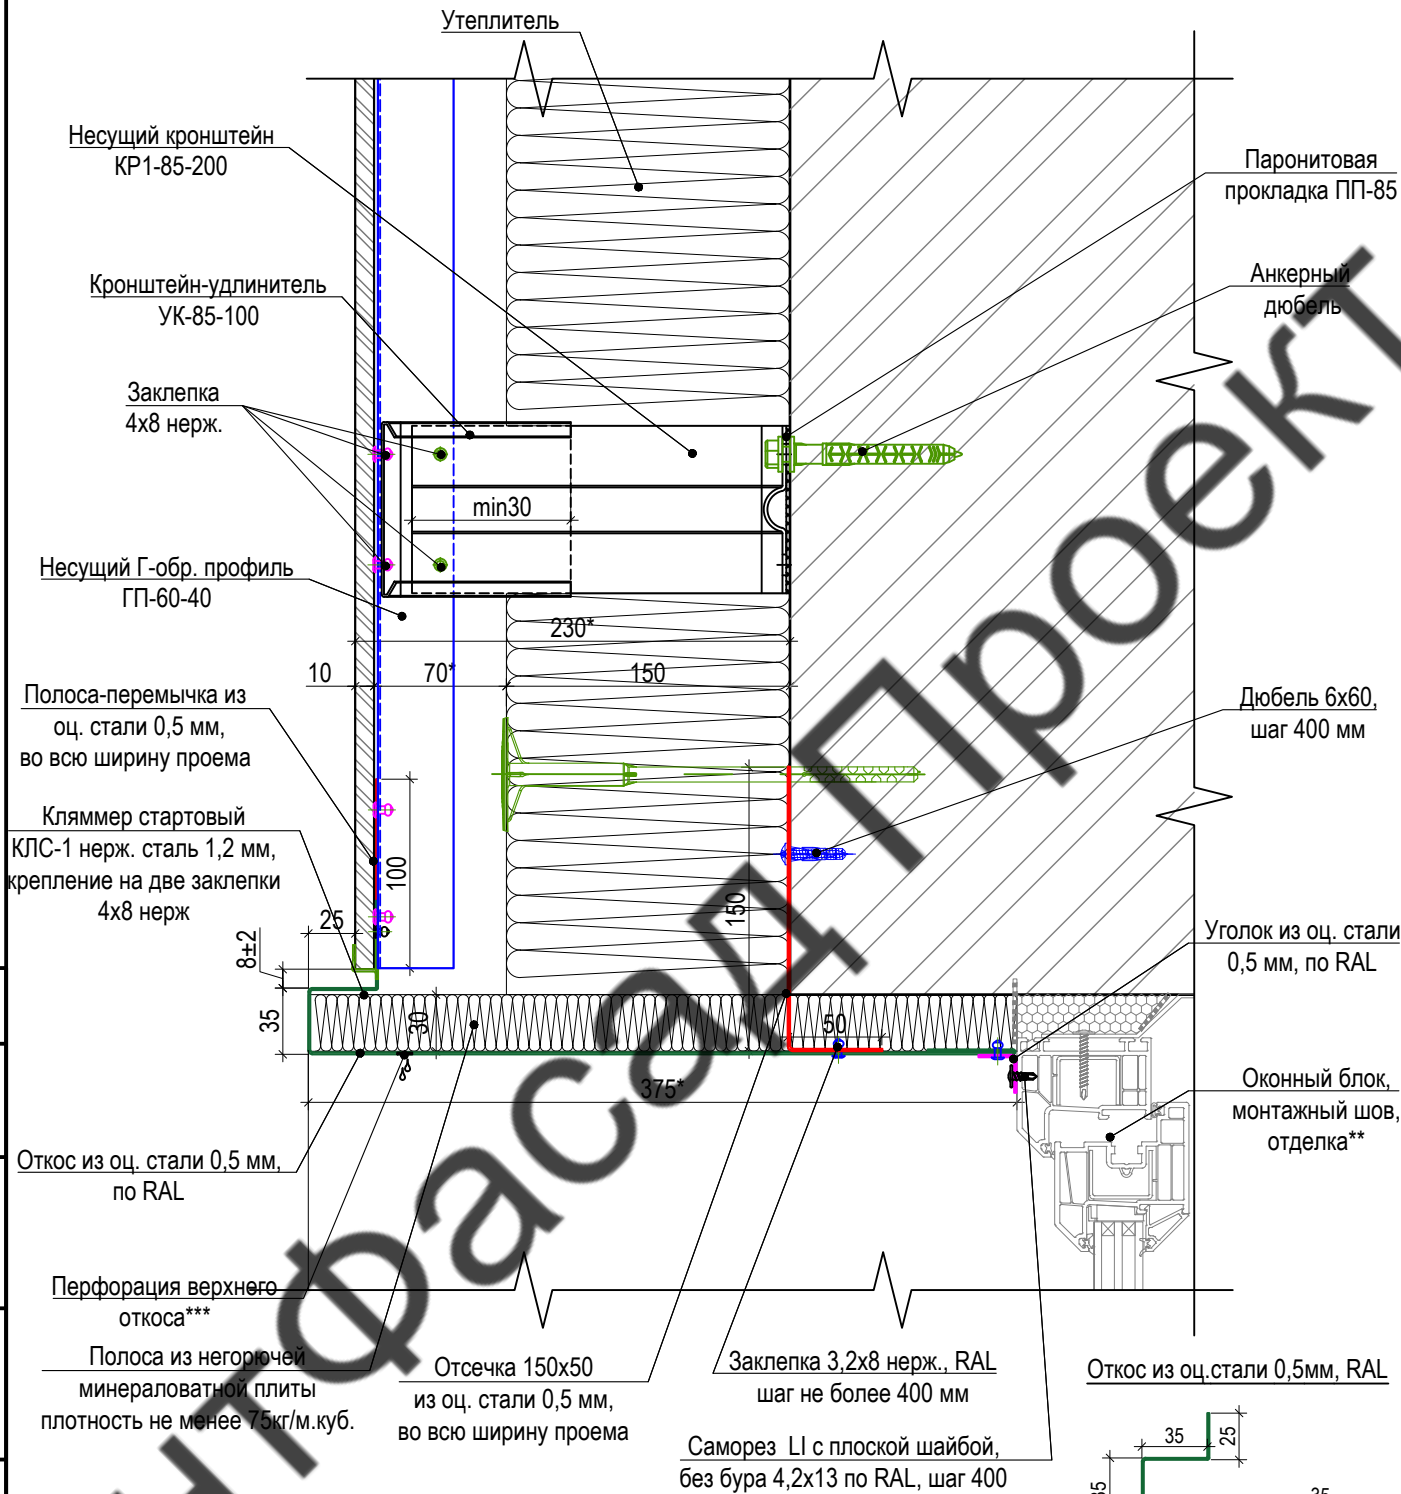 Утеплитель
Несущий кронштейн
КР1-85-200
Паронитовая
прокладка ПП-85
Кронштейн-удлинитель
УК-85-100
Анкерный
дюбель
Заклепка
4х8 нерж.
min30
Несущий Г-обр. профиль
ГП-60-40
230*
10
70*
150
Полоса-перемычка из
оц. стали 0,5 мм,
во всю ширину проема
Дюбель 6х60,
шаг 400 мм
Кляммер стартовый
КЛС-1 нерж. сталь 1,2 мм,
крепление на две заклепки
4х8 нерж
100
150
25
8±2
35
30
50
375*
Уголок из оц. стали
0,5 мм, по RAL
Оконный блок,
монтажный шов,
отделка**
Откос из оц. стали 0,5 мм,
по RAL
Перфорация верхнего
откоса***
Полоса из негорючей
минераловатной плиты
плотность не менее 75кг/м.куб.
Отсечка 150х50
из оц. стали 0,5 мм,
во всю ширину проема
Заклепка 3,2х8 нерж., RAL
шаг не более 400 мм
Саморез LI с плоской шайбой,
без бура 4,2х13 по RAL, шаг 400
Откос из оц.стали 0,5мм, RAL
35
25
35
нтФасад Проект